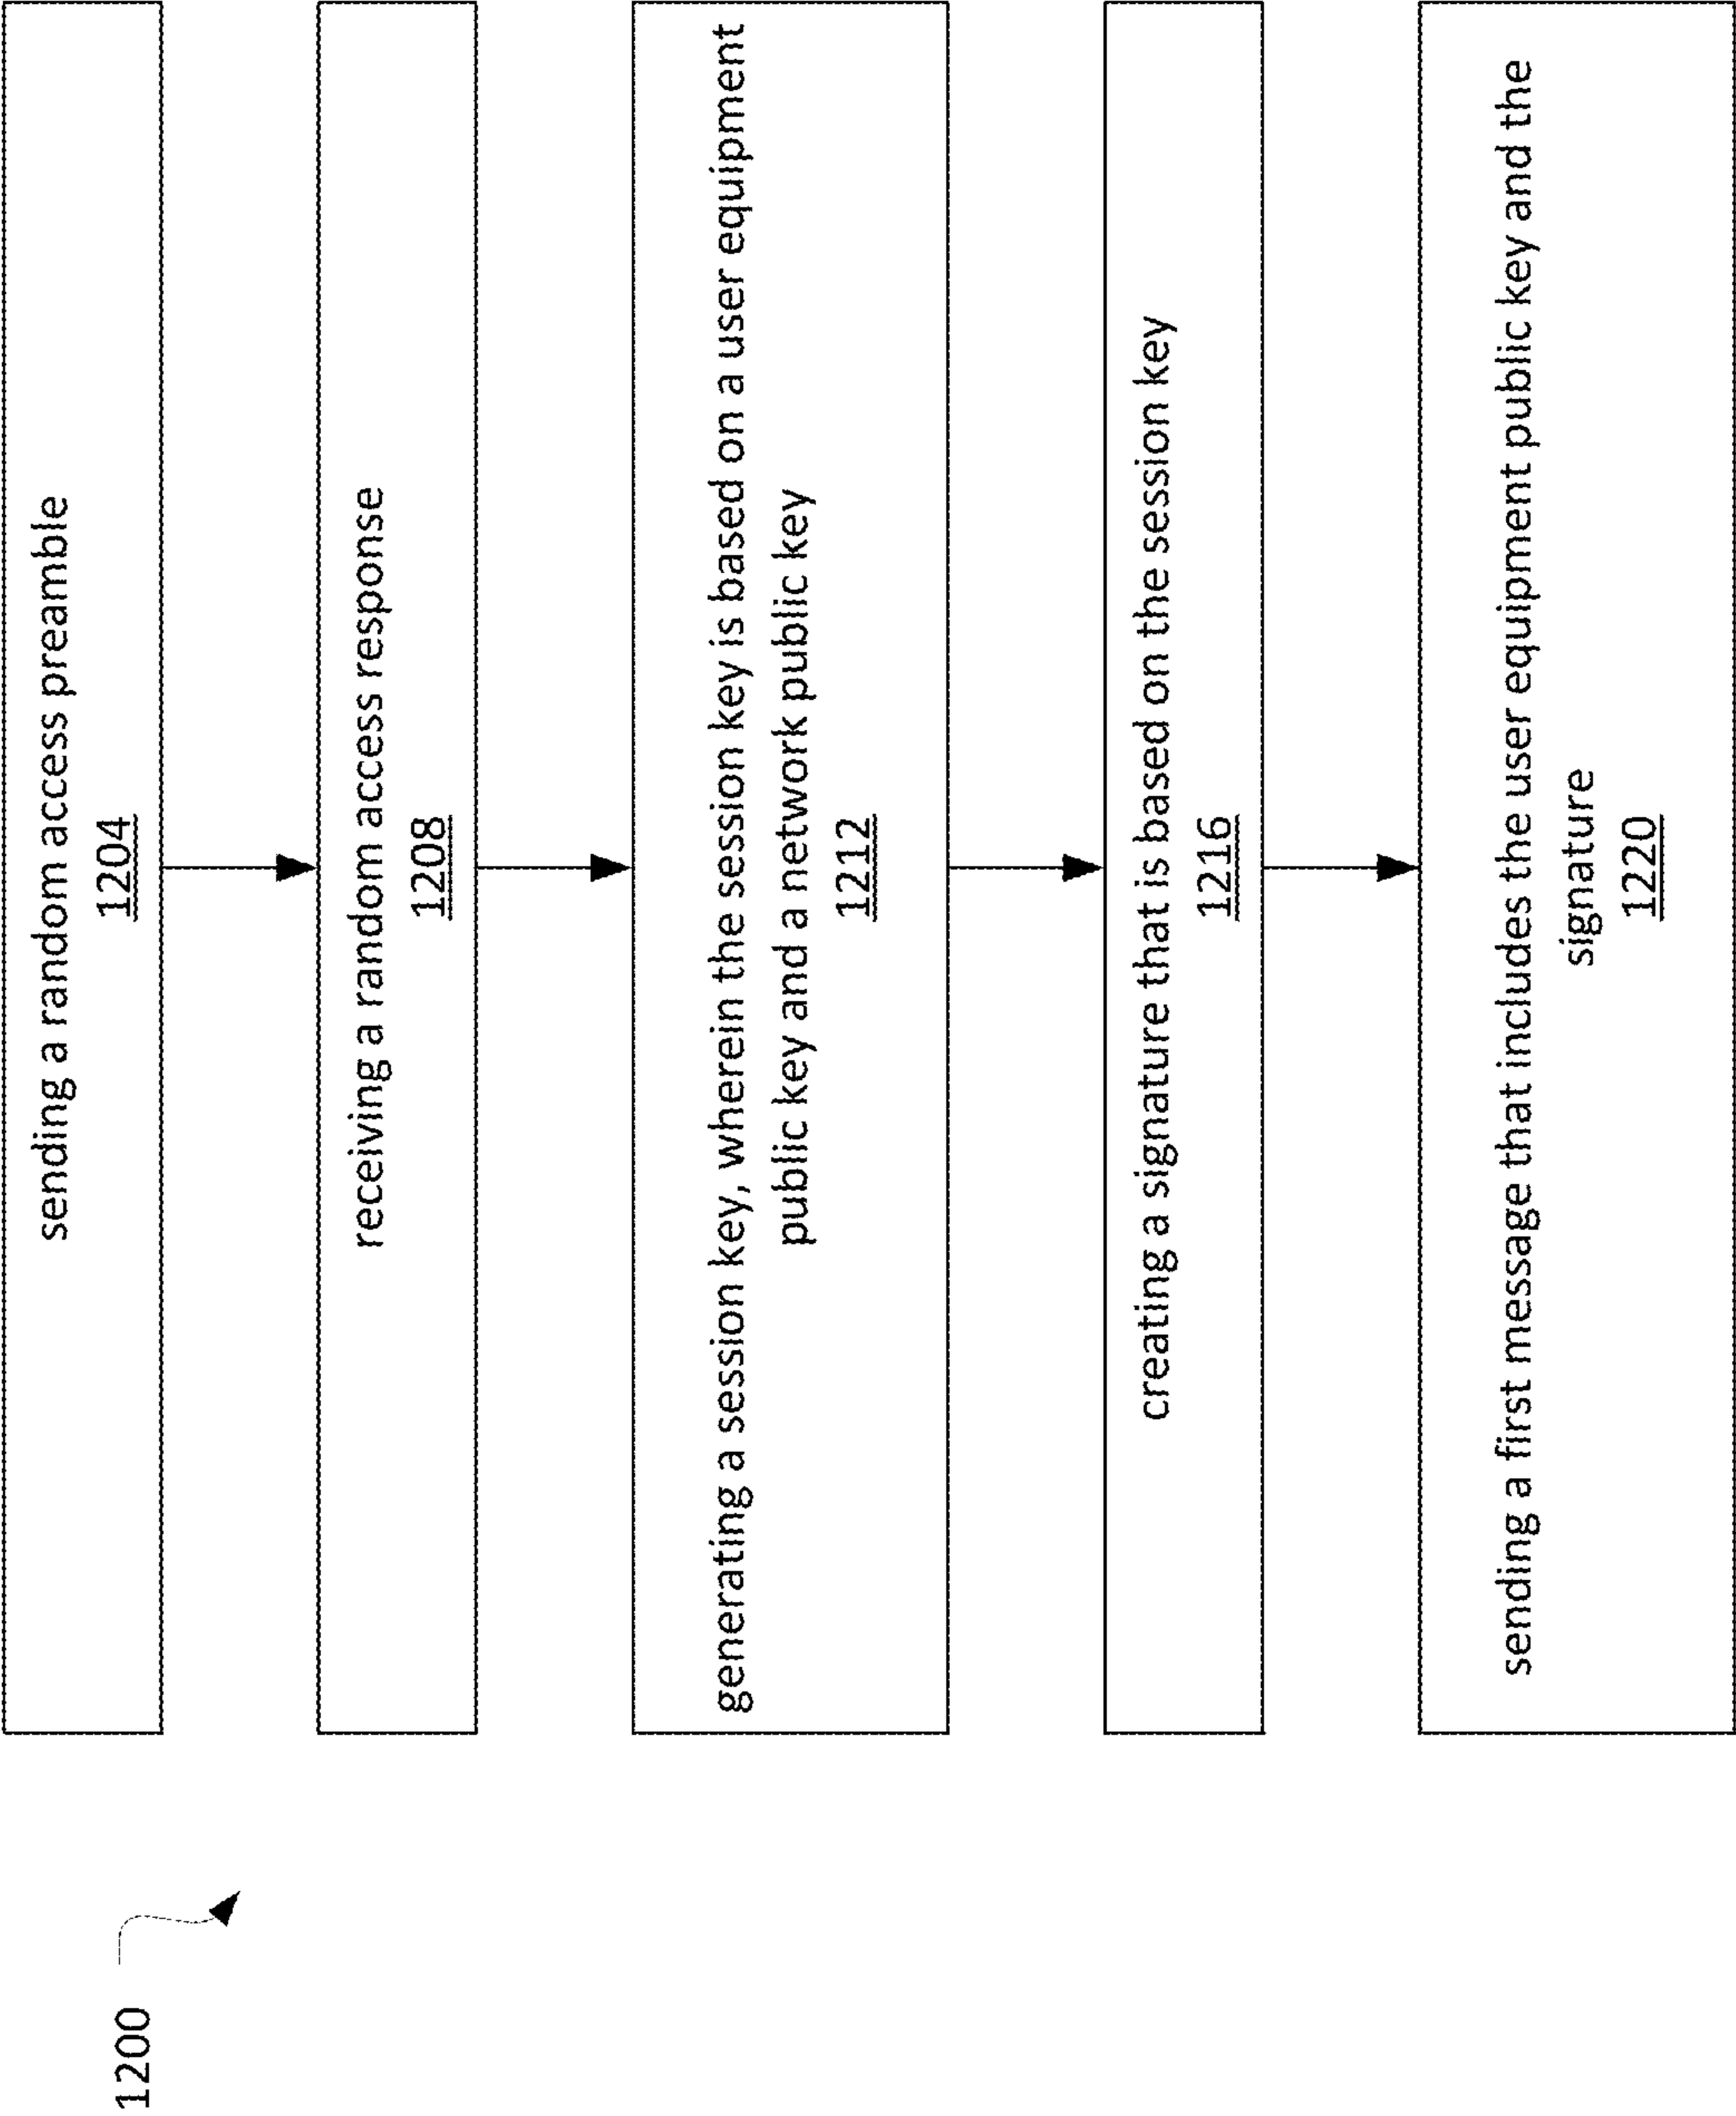 1200
sending a random access preamble
1204
receiving a random access response
1208
generating a session key, wherein the session key is based on a user equipment
public key and a network public key
1212
creating a signature that is based on the session key
1216
sending a first message that includes the user equipment public key and the
signature
1220